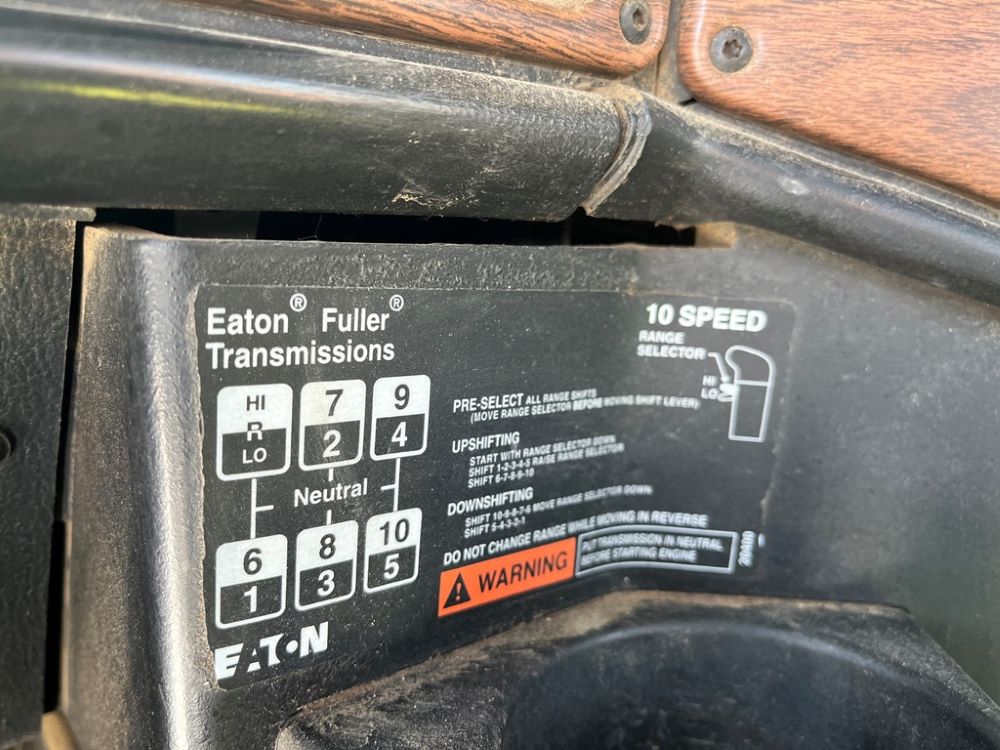 Eaton® Fuller®
Transmissions
10 SPEED
RANGE
SELECTOR
HI
LO
HI
R
LO
7
2
9
4
Neutral
6
1
8
3
10
5
EATON
PRE-SELECT ALL RANGE SHIFTS
(MOVE RANGE SELECTOR BEFORE MOVING SHIFT LEVER)
UPSHIFTING
START WITH RANGE SELECTOR DOWN
SHIFT 1-2-3-4-5 RAISE RANGE SELECTOR
SHIFT 6-7-8-9-10
DOWNSHIFTING
SHIFT 10-9-8-7-6 MOVE RANGE SELECTOR DOWN
SHIFT 5-4-3-2-1
DO NOT CHANGE RANGE WHILE MOVING IN REVERSE
WARNING
PUT TRANSMISSION IN NEUTRAL
BEFORE STARTING ENGINE